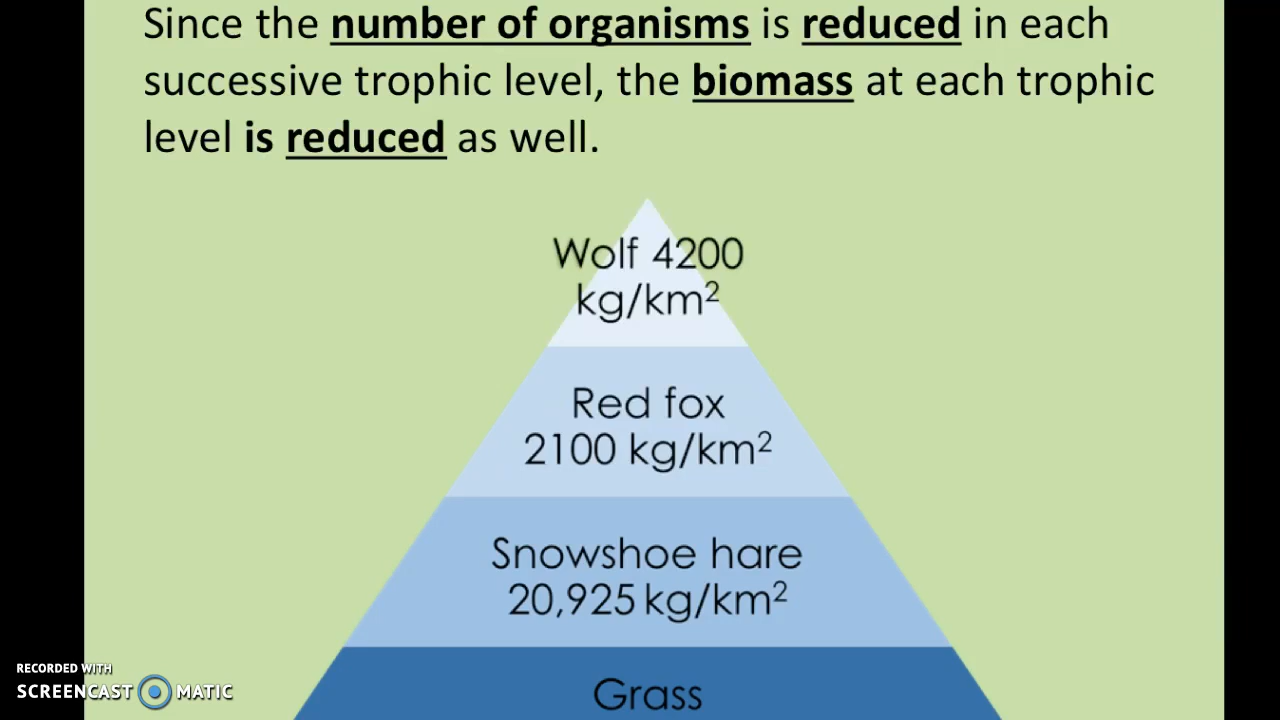 Since the number of organisms is reduced in each
successive trophic level, the biomass at each trophic
level is reduced as well.
Wolf 4200
kg/km²
Red fox
2100 kg/km²
Snowshoe hare
20,925 kg/km²
Grass
RECORDED WITH
SCREENCAST MATIC